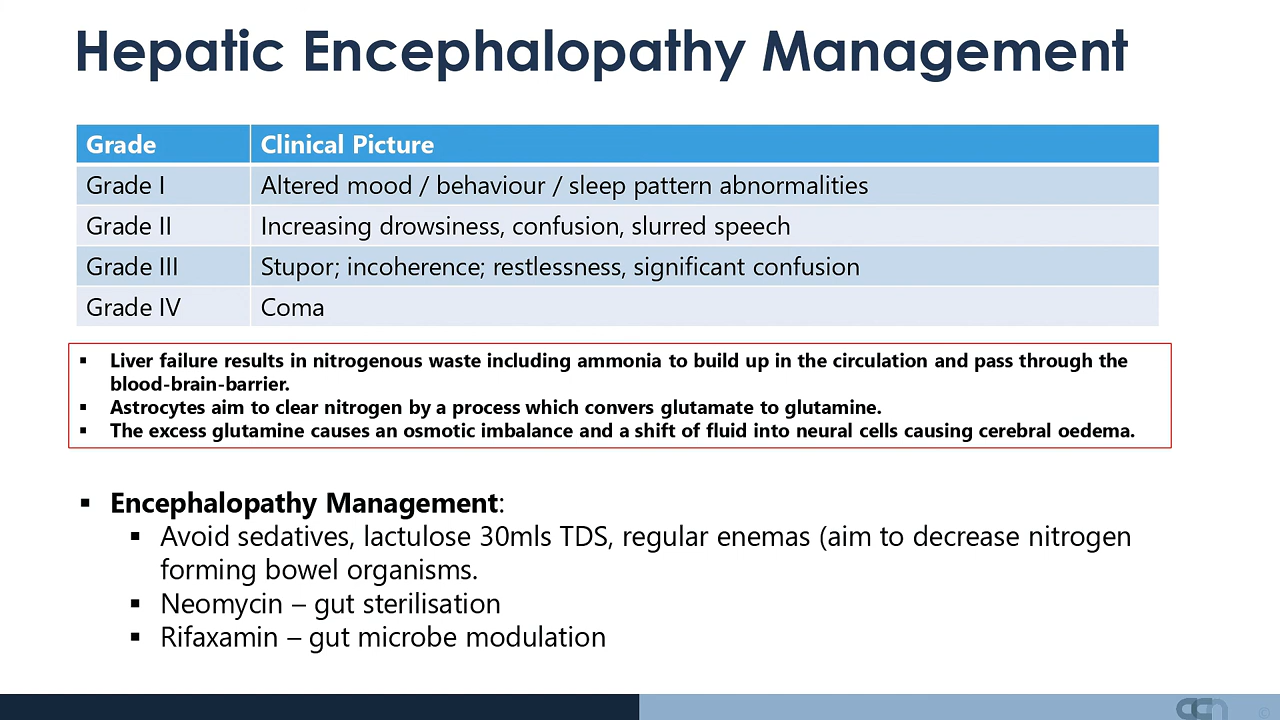 Hepatic Encephalopathy Management
Grade Clinical Picture
Grade I Altered mood / behaviour / sleep pattern abnormalities
Grade II Increasing drowsiness, confusion, slurred speech
Grade III Stupor; incoherence; restlessness, significant confusion
Grade IV Coma
▪ Liver failure results in nitrogenous waste including ammonia to build up in the circulation and pass through the
blood-brain-barrier.
▪ Astrocytes aim to clear nitrogen by a process which convers glutamate to glutamine.
▪ The excess glutamine causes an osmotic imbalance and a shift of fluid into neural cells causing cerebral oedema.
▪ Encephalopathy Management:
▪ Avoid sedatives, lactulose 30mls TDS, regular enemas (aim to decrease nitrogen
forming bowel organisms.
▪ Neomycin – gut sterilisation
▪ Rifaxamin – gut microbe modulation